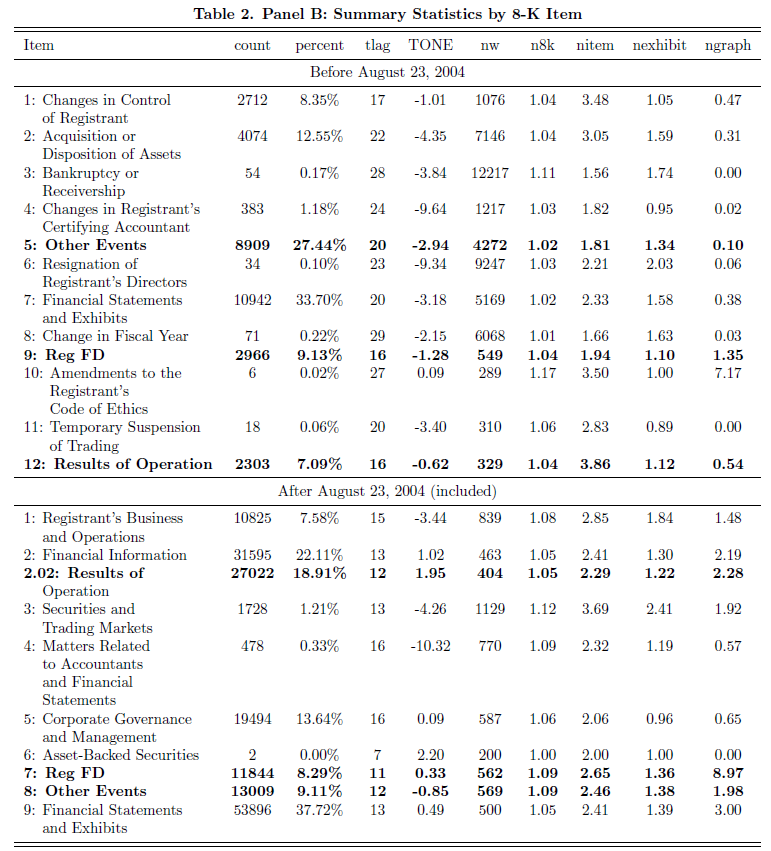 Table 2. Panel B: Summary Statistics by 8-K Item
Item count percent tlag TONE nw n8k nitem nexhibit ngraph
Before August 23, 2004
1: Changes in Control 2712 8.35% 17 -1.01 1076 1.04 3.48 1.05 0.47
of Registrant
2: Acquisition or 4074 12.55% 22 -4.35 7146 1.04 3.05 1.59 0.31
Disposition of Assets
3: Bankruptcy or 54 0.17% 28 -3.84 12217 1.11 1.56 1.74 0.00
Receivership
4: Changes in Registrant's 383 1.18% 24 -9.64 1217 1.03 1.82 0.95 0.02
Certifying Accountant
5: Other Events 8909 27.44% 20 -2.94 4272 1.02 1.81 1.34 0.10
6: Resignation of 34 0.10% 23 -9.34 9247 1.03 2.21 2.03 0.06
Registrant's Directors
7: Financial Statements 10942 33.70% 20 -3.18 5169 1.02 2.33 1.58 0.38
and Exhibits
8: Change in Fiscal Year 71 0.22% 29 -2.15 6068 1.01 1.66 1.63 0.03
9: Reg FD 2966 9.13% 16 -1.28 549 1.04 1.94 1.10 1.35
10: Amendments to the 6 0.02% 27 0.09 289 1.17 3.50 1.00 7.17
Registrant's
Code of Ethics
11: Temporary Suspension 18 0.06% 20 -3.40 310 1.06 2.83 0.89 0.00
of Trading
12: Results of Operation 2303 7.09% 16 -0.62 329 1.04 3.86 1.12 0.54
After August 23, 2004 (included)
1: Registrant's Business 10825 7.58% 15 -3.44 839 1.08 2.85 1.84 1.48
and Operations
2: Financial Information 31595 22.11% 13 1.02 463 1.05 2.41 1.30 2.19
2.02: Results of 27022 18.91% 12 1.95 404 1.05 2.29 1.22 2.28
Operation
3: Securities and 1728 1.21% 13 -4.26 1129 1.12 3.69 2.41 1.92
Trading Markets
4: Matters Related 478 0.33% 16 -10.32 770 1.09 2.32 1.19 0.57
to Accountants
and Financial
Statements
5: Corporate Governance 19494 13.64% 16 0.09 587 1.06 2.06 0.96 0.65
and Management
6: Asset-Backed Securities 2 0.00% 7 2.20 200 1.00 2.00 1.00 0.00
7: Reg FD 11844 8.29% 11 0.33 562 1.09 2.65 1.36 8.97
8: Other Events 13009 9.11% 12 -0.85 569 1.09 2.46 1.38 1.98
9: Financial Statements 53896 37.72% 13 0.49 500 1.05 2.41 1.39 3.00
and Exhibits